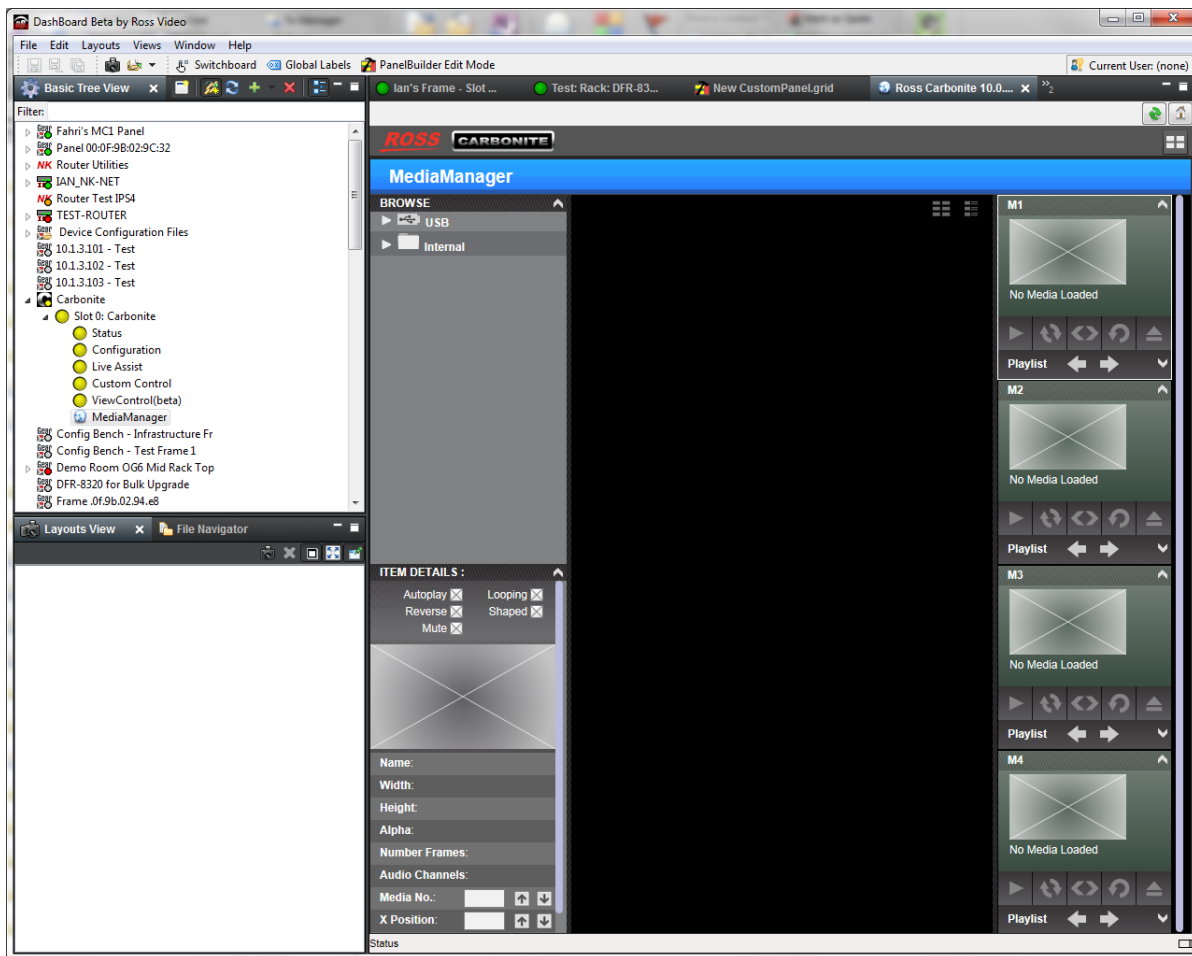 DashBoard Beta by Ross Video
File Edit Layouts Views Window Help
Switchboard Global Labels PanelBuilder Edit Mode
Current User: (none)
Basic Tree View
Filter:
Fahri's MC1 Panel
Panel 00:0F:9B:02:9C:32
NK Router Utilities
IAN_NK-NET
NK Router Test IPS4
TEST-ROUTER
Device Configuration Files
10.1.3.101 - Test
10.1.3.102 - Test
10.1.3.103 - Test
Carbonite
Slot 0: Carbonite
Status
Configuration
Live Assist
Custom Control
ViewControl(beta)
MediaManager
Config Bench - Infrastructure Fr
Config Bench - Test Frame 1
Demo Room OG6 Mid Rack Top
DFR-8320 for Bulk Upgrade
Frame .0f.9b.02.94.e8
Layouts View File Navigator
Ian's Frame - Slot ... Test: Rack: DFR-83... New CustomPanel.grid Ross Carbonite 10.0... 2
ROSS CARBONITE
MediaManager
BROWSE
USB
Internal
ITEM DETAILS :
Autoplay Looping
Reverse Shaped
Mute
Name:
Width:
Height:
Alpha:
Number Frames:
Audio Channels:
Media No.:
X Position:
M1
No Media Loaded
Playlist
M2
No Media Loaded
Playlist
M3
No Media Loaded
Playlist
M4
No Media Loaded
Playlist
Status